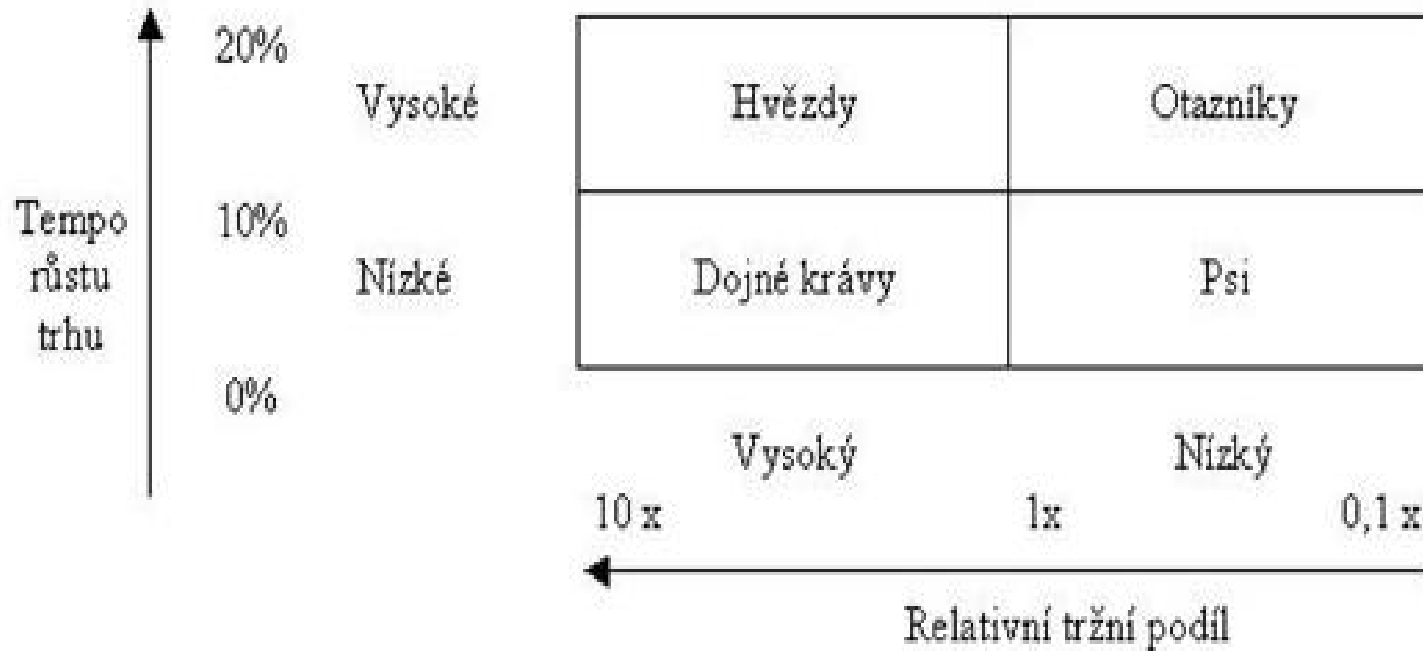 20%
Vysoké
Hvězdy
Otazníky
Tempo
růstu
trhu
10%
Nízké
Dojné krávy
Psi
0%
Vysoký
Nízký
10 x
1x
0,1 x
Relativní tržní podíl